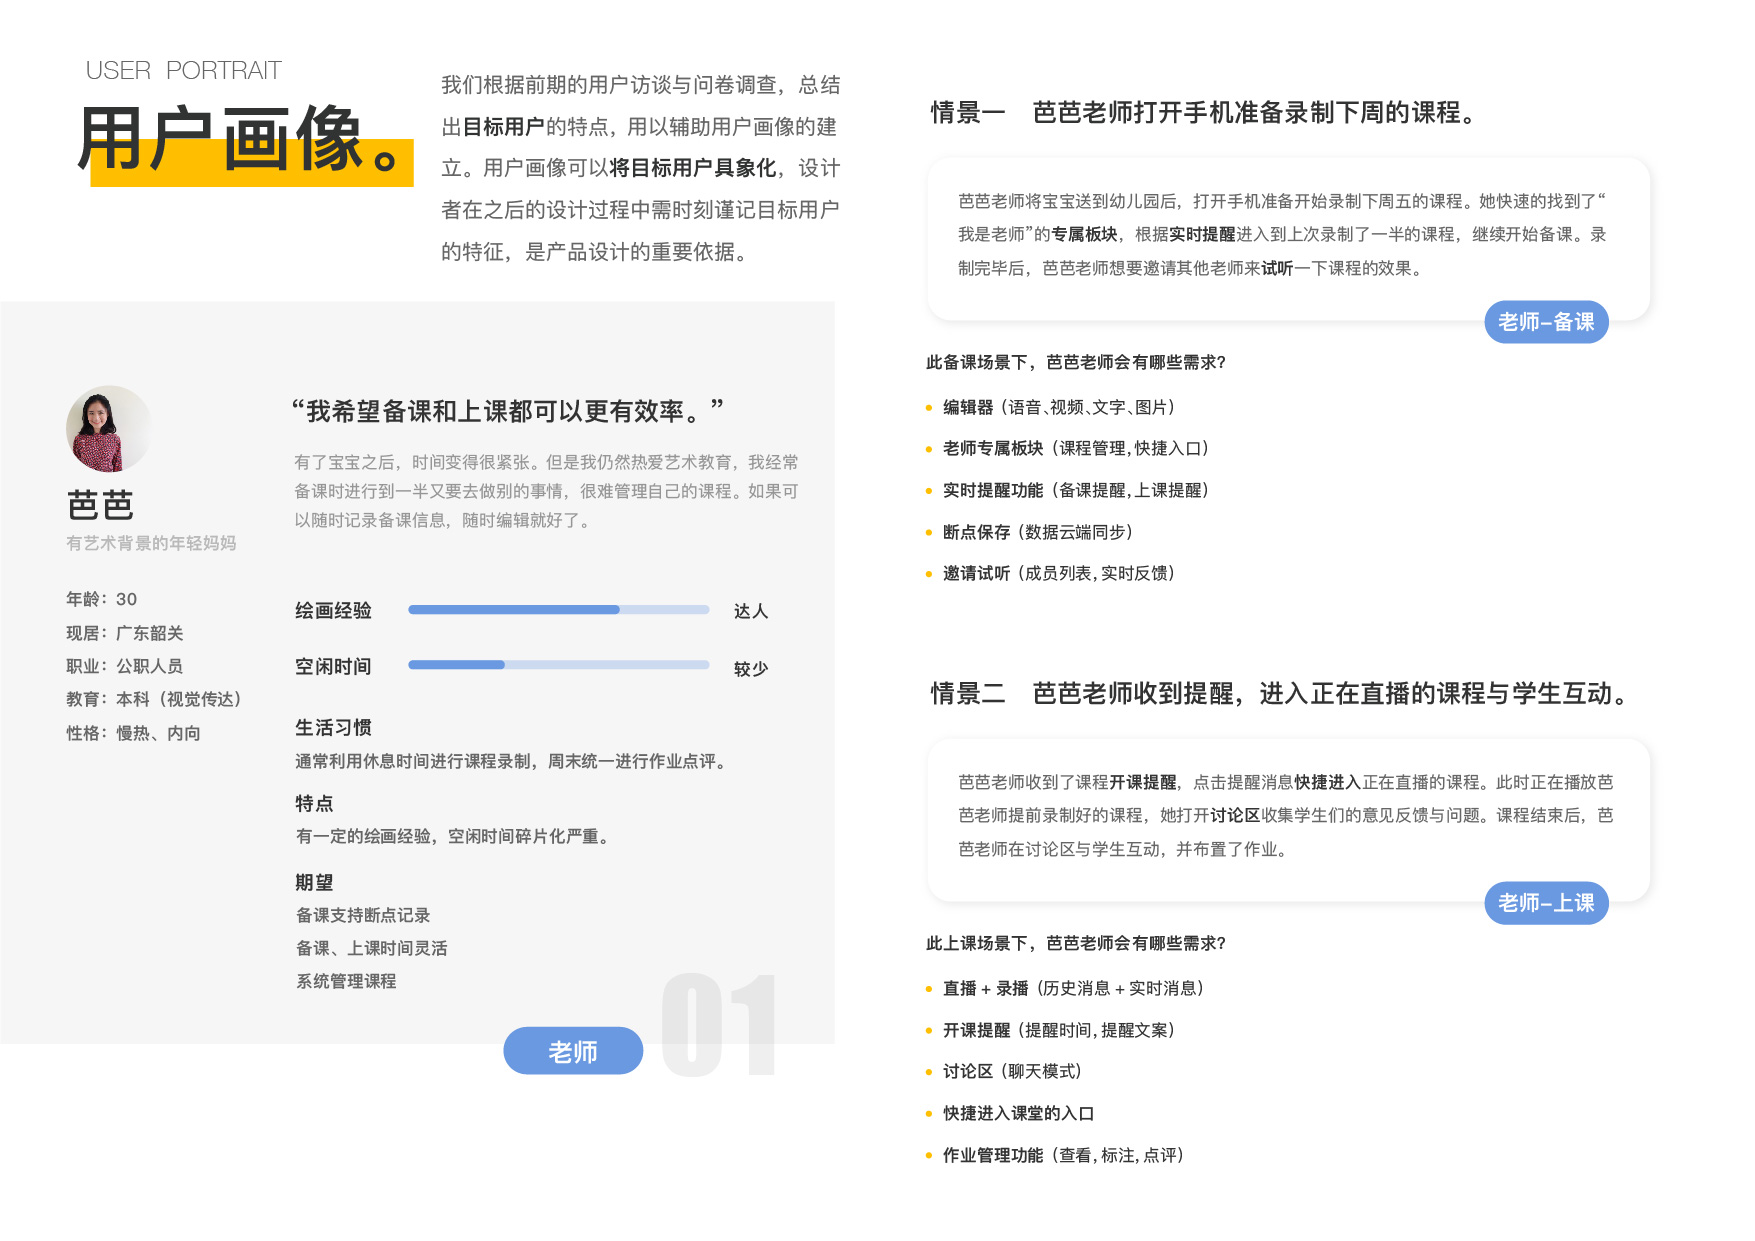 USER PORTRAIT
用户画像。
我们根据前期的用户访谈与问卷调查，总结
出目标用户的特点，用以辅助用户画像的建
立。用户画像可以将目标用户具象化，设计
者在之后的设计过程中需时刻谨记目标用户
的特征，是产品设计的重要依据。
芭芭
有艺术背景的年轻妈妈
年龄：30
现居：广东韶关
职业：公职人员
教育：本科（视觉传达）
性格：慢热、内向
“我希望备课和上课都可以更有效率。”
有了宝宝之后，时间变得很紧张。但是我仍然热爱艺术教育，我经常
备课时进行到一半又要去做别的事情，很难管理自己的课程。如果可
以随时记录备课信息，随时编辑就好了。
绘画经验 达人
空闲时间 较少
生活习惯
通常利用休息时间进行课程录制，周末统一进行作业点评。
特点
有一定的绘画经验，空闲时间碎片化严重。
期望
备课支持断点记录
备课、上课时间灵活
系统管理课程
老师
01
情景一 芭芭老师打开手机准备录制下周的课程。
芭芭老师将宝宝送到幼儿园后，打开手机准备开始录制下周五的课程。她快速的找到了“
我是老师”的专属板块，根据实时提醒进入到上次录制了一半的课程，继续开始备课。录
制完毕后，芭芭老师想要邀请其他老师来试听一下课程的效果。
老师–备课
此备课场景下，芭芭老师会有哪些需求？
• 编辑器（语音、视频、文字、图片）
• 老师专属板块（课程管理，快捷入口）
• 实时提醒功能（备课提醒，上课提醒）
• 断点保存（数据云端同步）
• 邀请试听（成员列表，实时反馈）
情景二 芭芭老师收到提醒，进入正在直播的课程与学生互动。
芭芭老师收到了课程开课提醒，点击提醒消息快捷进入正在直播的课程。此时正在播放芭
芭老师提前录制好的课程，她打开讨论区收集学生们的意见反馈与问题。课程结束后，芭
芭老师在讨论区与学生互动，并布置了作业。
老师–上课
此上课场景下，芭芭老师会有哪些需求？
• 直播 + 录播（历史消息 + 实时消息）
• 开课提醒（提醒时间，提醒文案）
• 讨论区（聊天模式）
• 快捷进入课堂的入口
• 作业管理功能（查看，标注，点评）